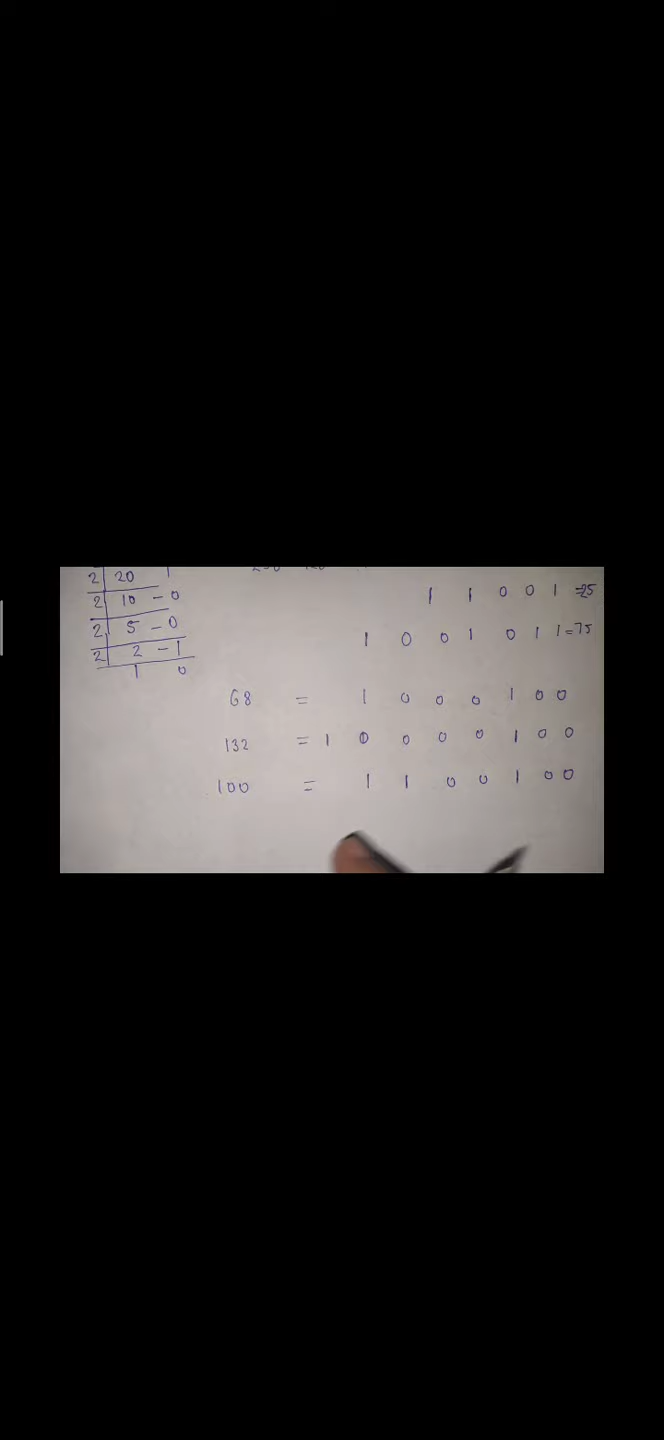 2 20 1
2 10 - 0
2 5 - 0
2 2 - 1
1 0
1 1 0 0 1 = 25
1 0 0 1 0 1 1 = 75
68 = 1 0 0 0 1 0 0
132 = 1 0 0 0 0 1 0 0
100 = 1 1 0 0 1 0 0